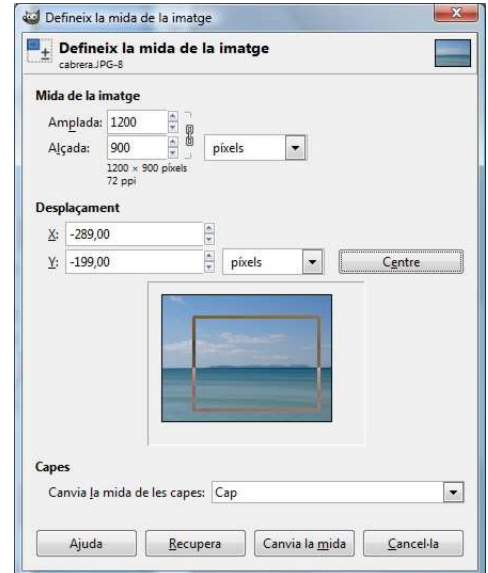 Defineix la mida de la imatge
Defineix la mida de la imatge
cabrera.JPG-8
Mida de la imatge
Amplada: 1200
Alçada: 900 píxels
1200 × 900 píxels
72 ppi
Desplaçament
X: -289,00
Y: -199,00 píxels Centre
Capes
Canvia la mida de les capes: Cap
Ajuda Recupera Canvia la mida Cancel·la